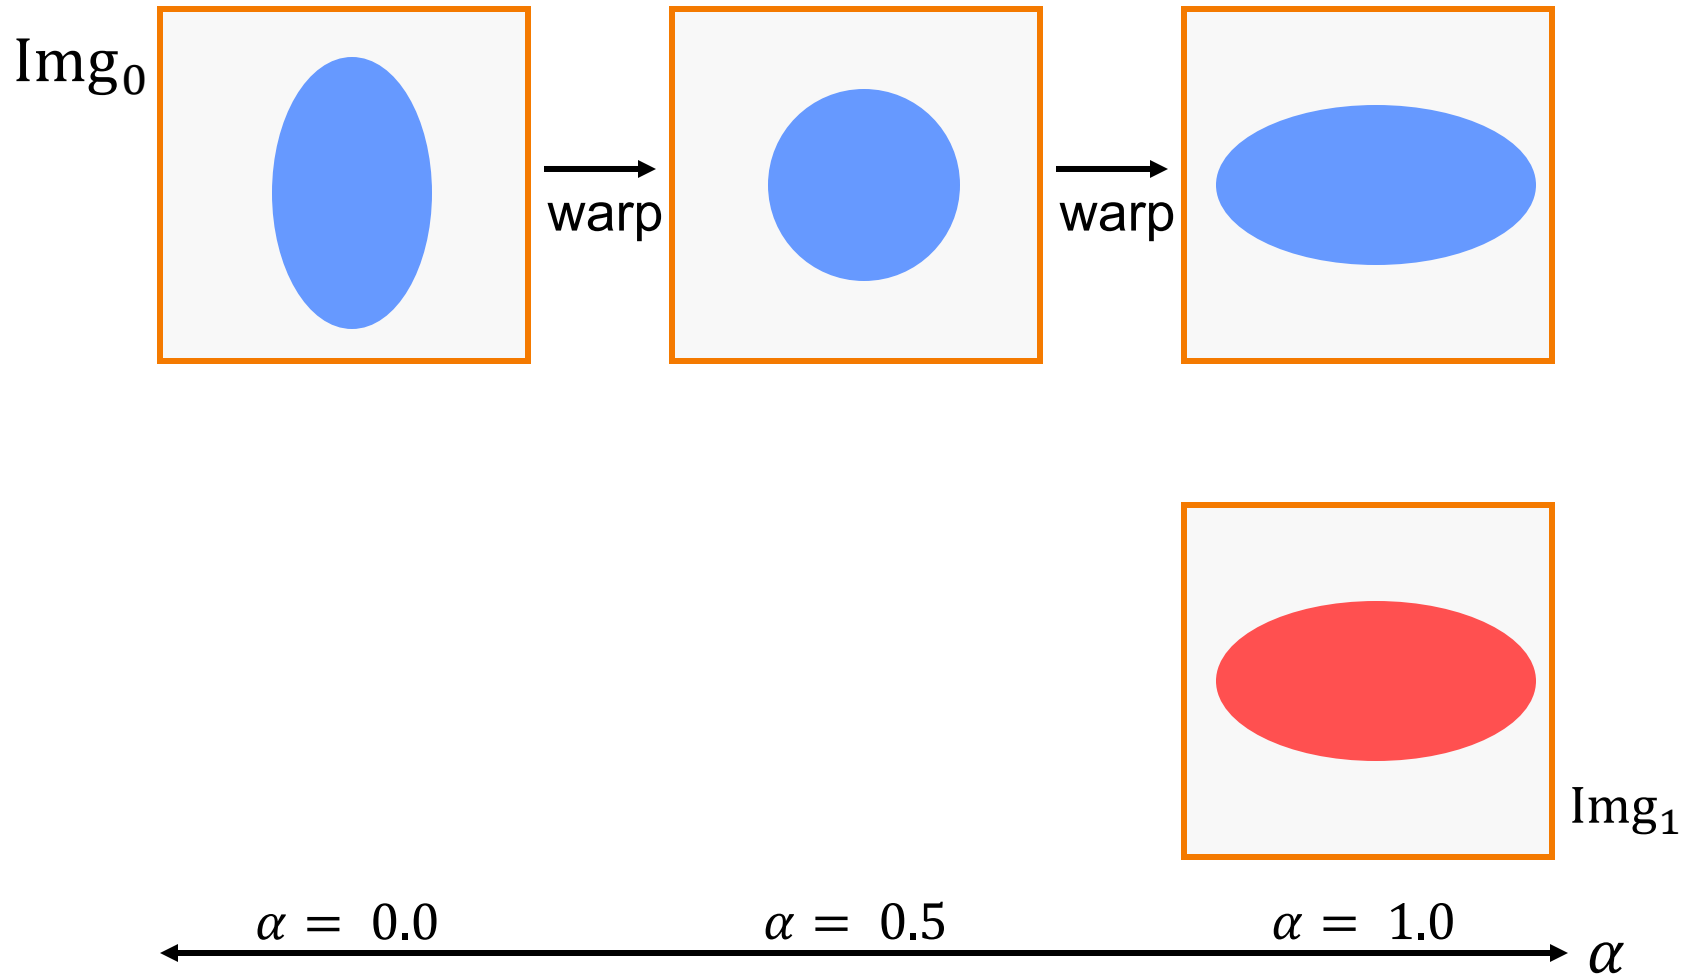 Img₀
warp
warp
Img₁
α = 0.0
α = 0.5
α = 1.0
α